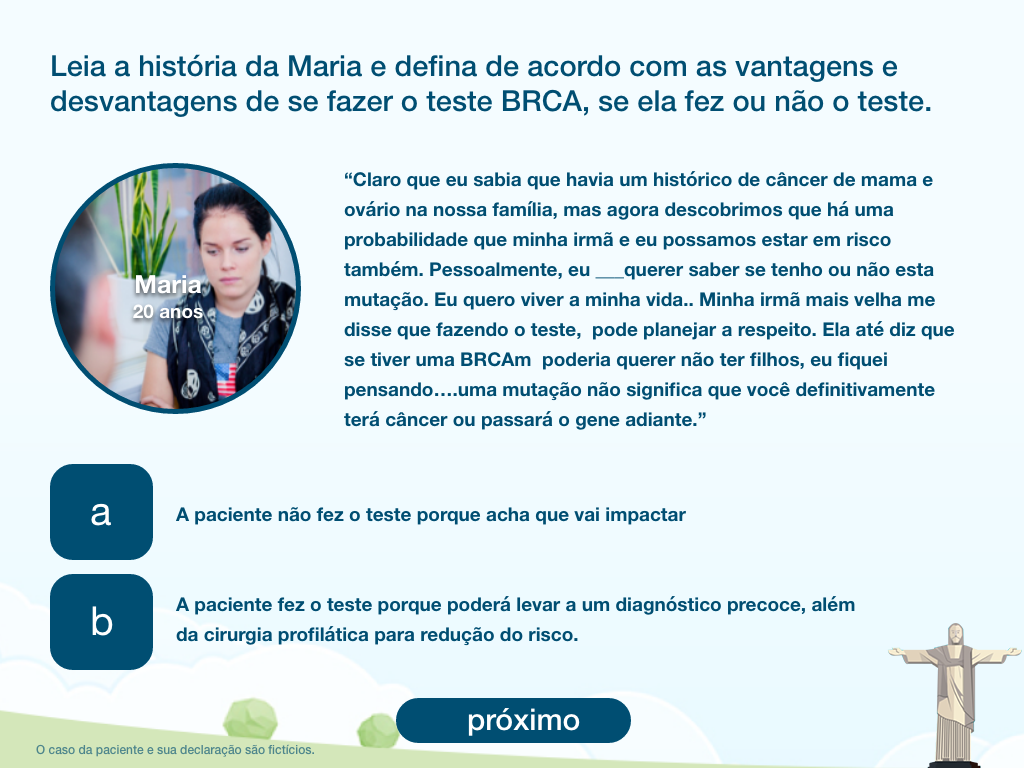 Leia a história da Maria e defina de acordo com as vantagens e
desvantagens de se fazer o teste BRCA, se ela fez ou não o teste.
Maria
20 anos
“Claro que eu sabia que havia um histórico de câncer de mama e
ovário na nossa família, mas agora descobrimos que há uma
probabilidade que minha irmã e eu possamos estar em risco
também. Pessoalmente, eu ___querer saber se tenho ou não esta
mutação. Eu quero viver a minha vida.. Minha irmã mais velha me
disse que fazendo o teste,  pode planejar a respeito. Ela até diz que
se tiver uma BRCAm  poderia querer não ter filhos, eu fiquei
pensando….uma mutação não significa que você definitivamente
terá câncer ou passará o gene adiante.”
a
A paciente não fez o teste porque acha que vai impactar
b
A paciente fez o teste porque poderá levar a um diagnóstico precoce, além
da cirurgia profilática para redução do risco.
próximo
O caso da paciente e sua declaração são fictícios.